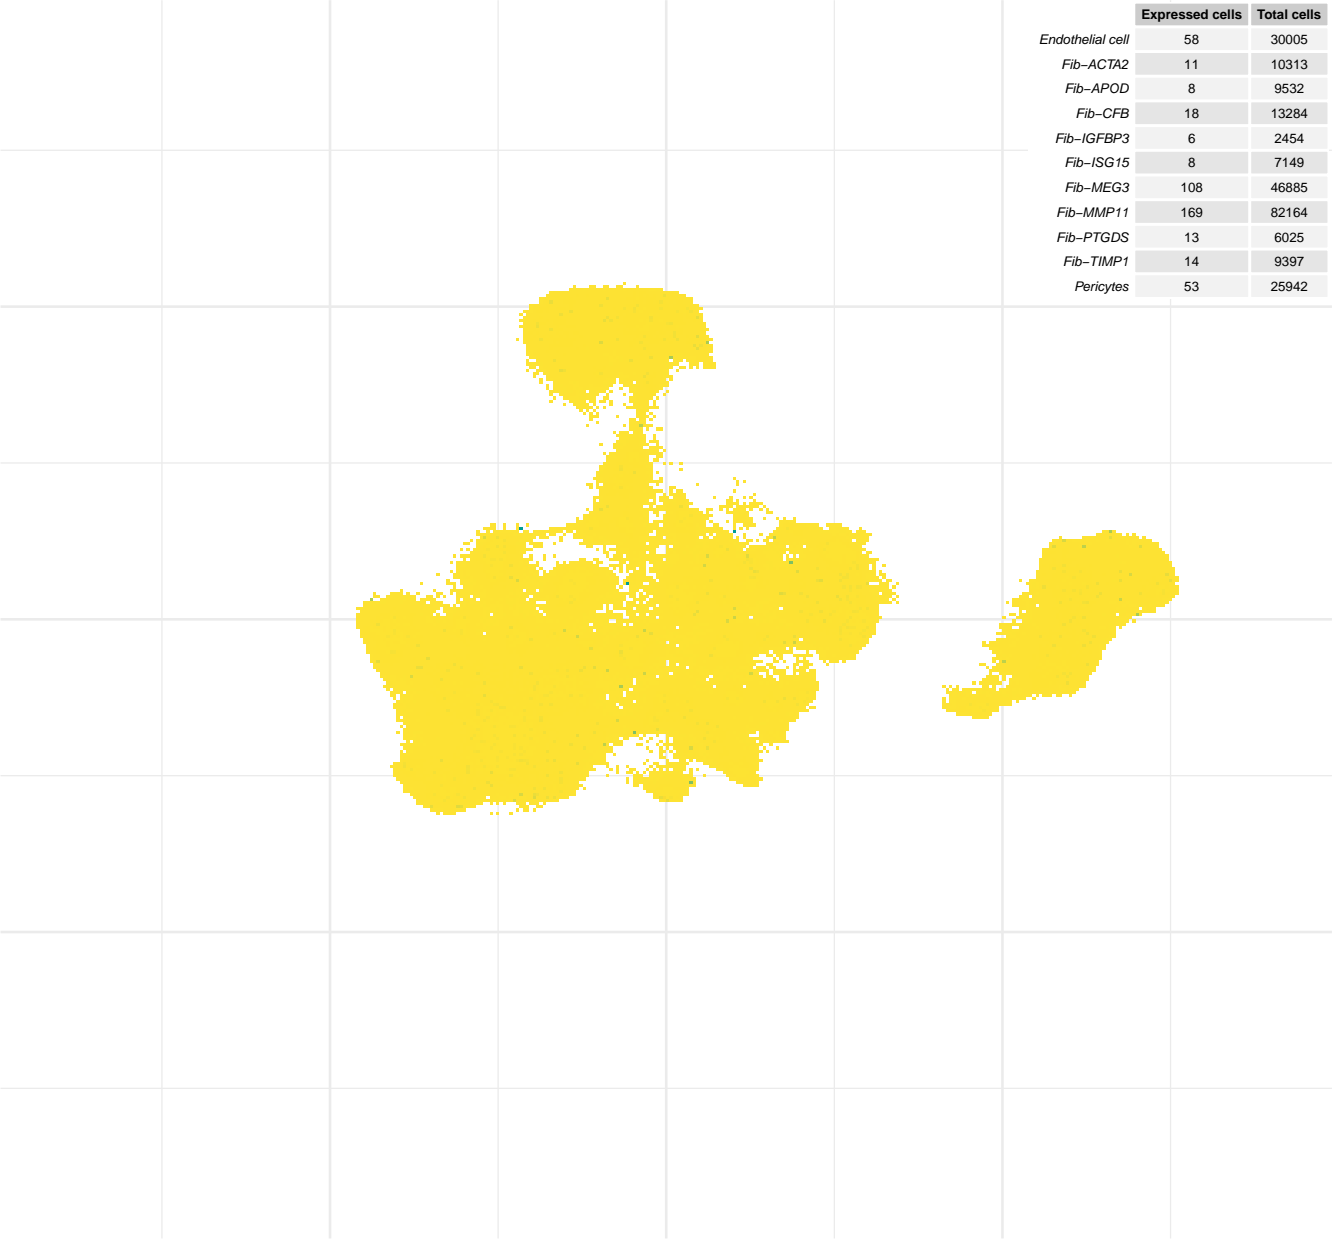 Expressed cells Total cells
Endothelial cell 58 30005
Fib−ACTA2 11 10313
Fib−APOD 8 9532
Fib−CFB 18 13284
Fib−IGFBP3 6 2454
Fib−ISG15 8 7149
Fib−MEG3 108 46885
Fib−MMP11 169 82164
Fib−PTGDS 13 6025
Fib−TIMP1 14 9397
Pericytes 53 25942